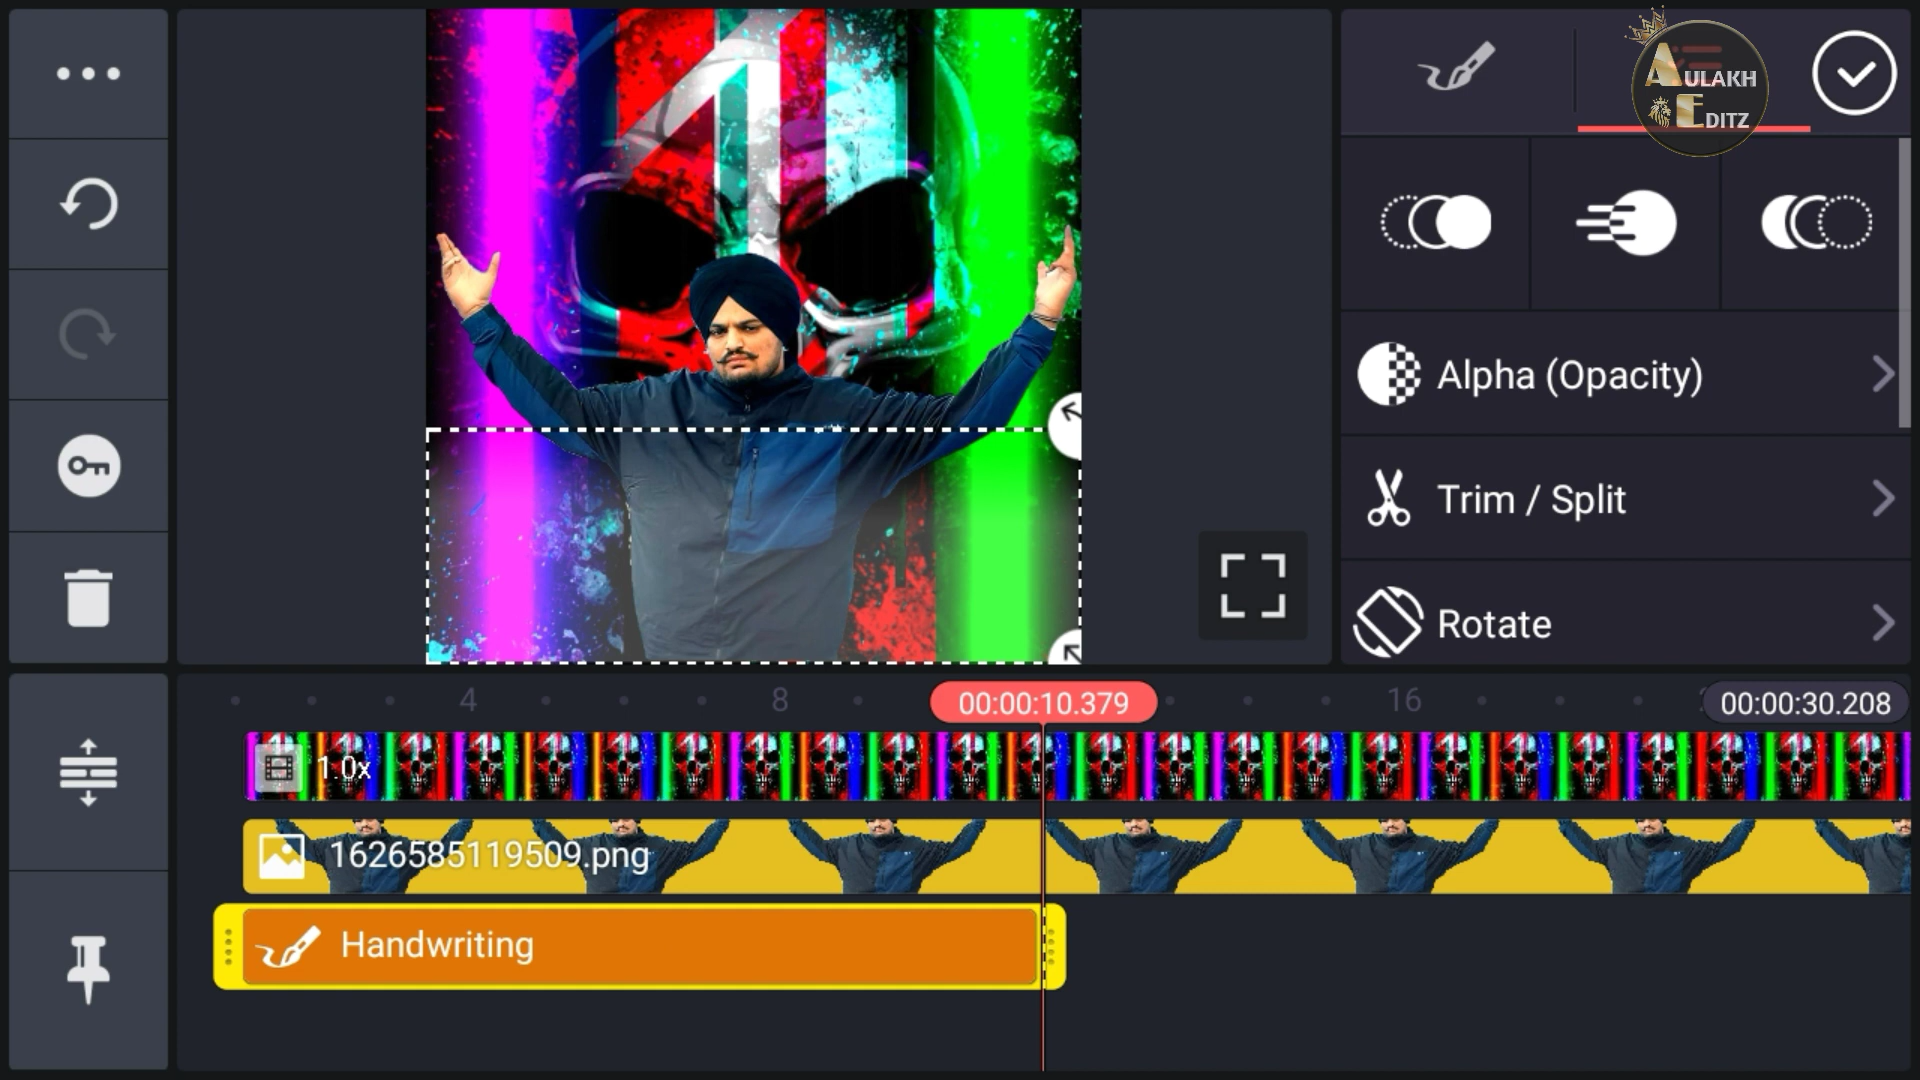 AULAKH
EDITZ
Alpha (Opacity)
Trim / Split
Rotate
4
8
00:00:10.379
16
00:00:30.208
1.0x
1626585119509.png
Handwriting